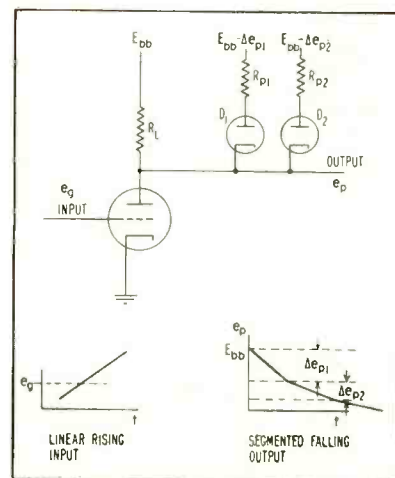 E_bb
E_bb-Δe_p1
E_bb-Δe_p2
R_p1
R_p2
R_L
D_1
D_2
OUTPUT
e_p
e_g
INPUT
e_p
E_bb
Δe_p1
Δe_p2
e_g
t
t
LINEAR RISING
INPUT
SEGMENTED FALLING
OUTPUT